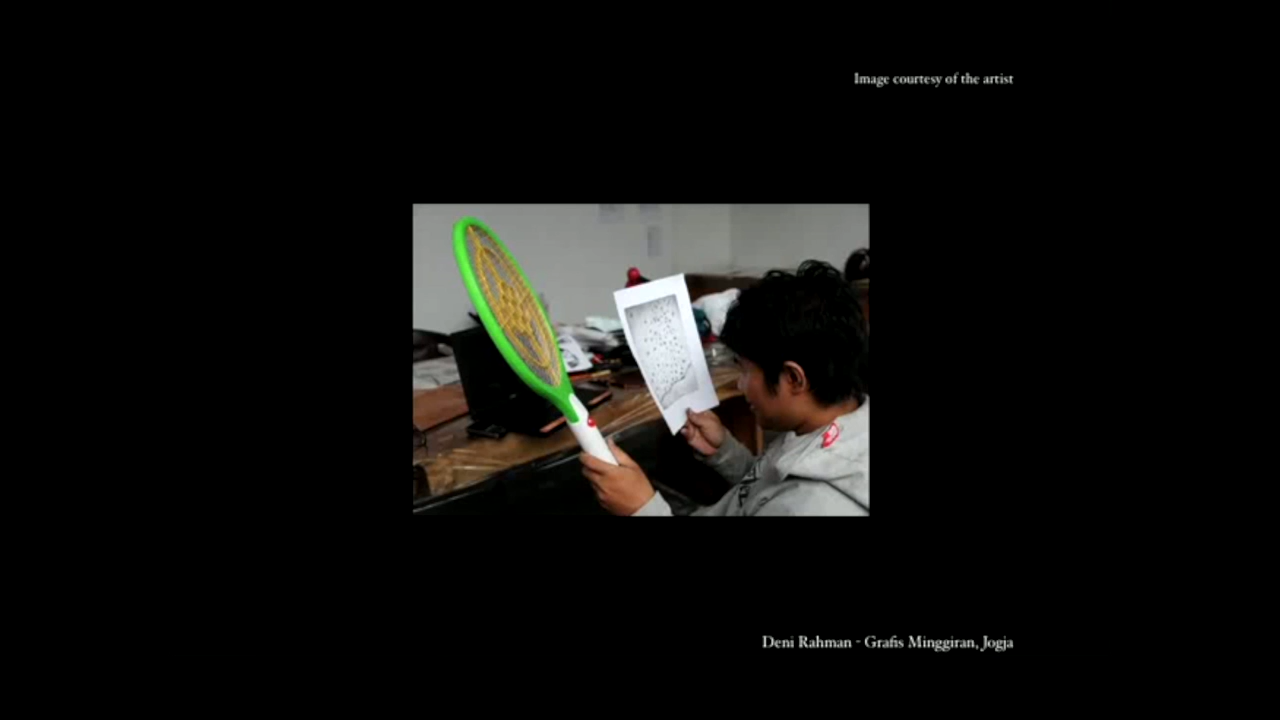 Image courtesy of the artist
Deni Rahman - Grafis Minggiran, Jogja